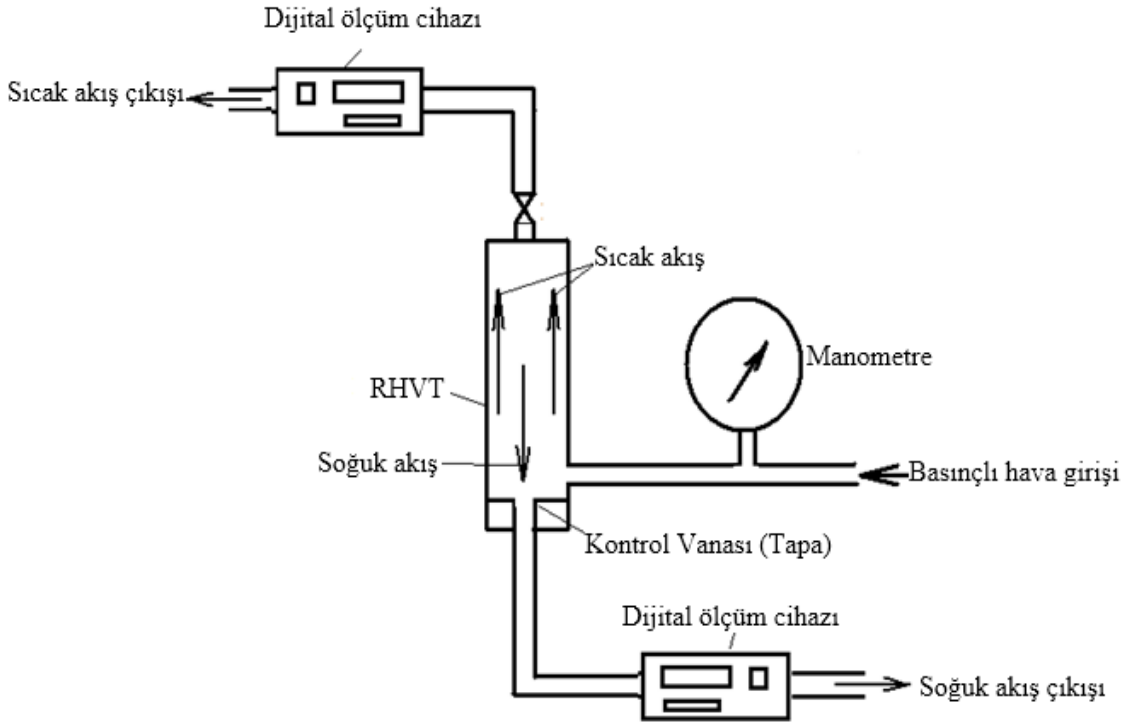 Dijital ölçüm cihazı
Sıcak akış çıkışı
Sıcak akış
Manometre
RHVT
Soğuk akış
Basınçlı hava girişi
Kontrol Vanası (Tapa)
Dijital ölçüm cihazı
Soğuk akış çıkışı